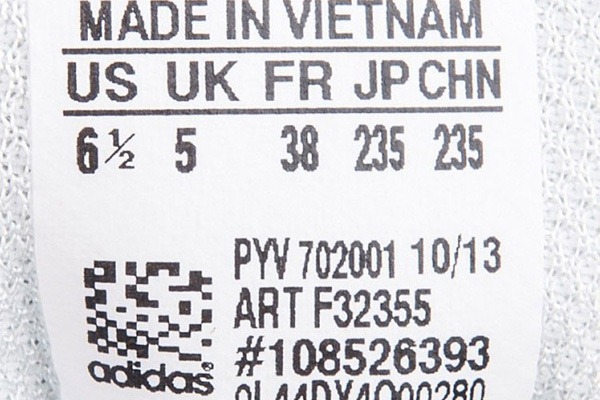 MADE IN VIETNAM
US UK FR JP CHN
6½ 5 38 235 235
PYV 702001 10/13
ART F32355
#108526393
adidas®